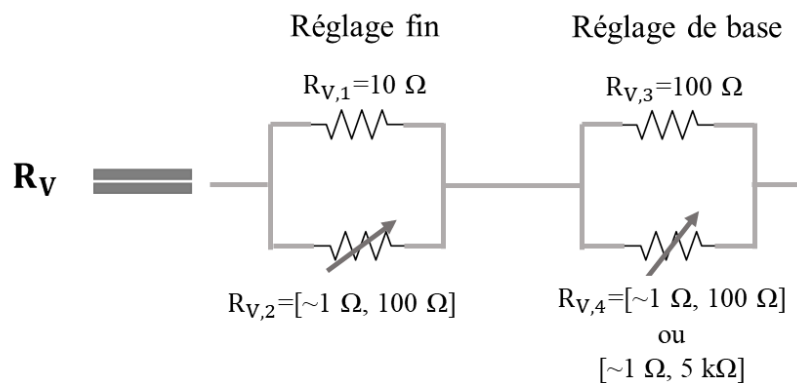 Réglage fin
Réglage de base
R_V,1=10 Ω
R_V,3=100 Ω
R_V
R_V,2=[~1 Ω, 100 Ω]
R_V,4=[~1 Ω, 100 Ω]
ou
[~1 Ω, 5 kΩ]